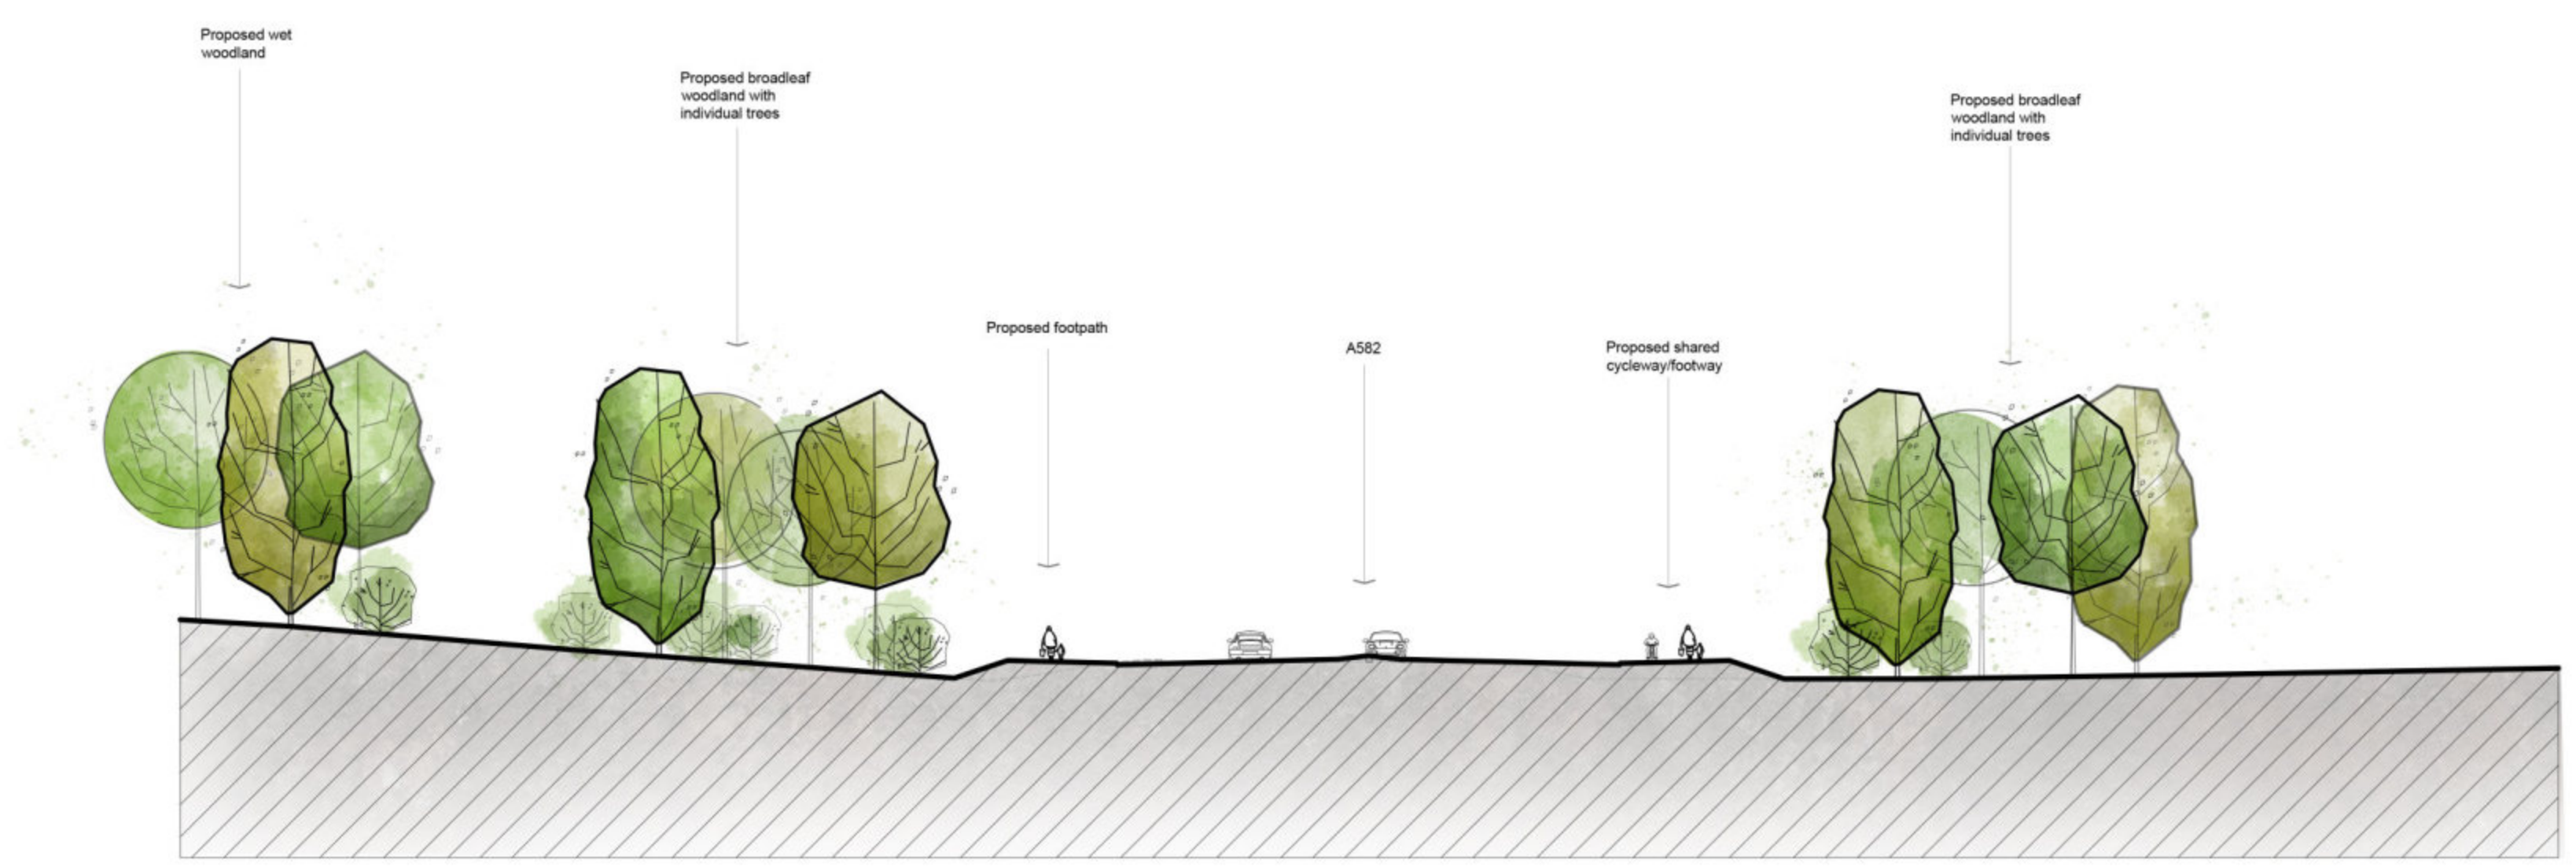 Proposed wet
woodland
Proposed broadleaf
woodland with
individual trees
Proposed footpath
A582
Proposed shared
cycleway/footway
Proposed broadleaf
woodland with
individual trees